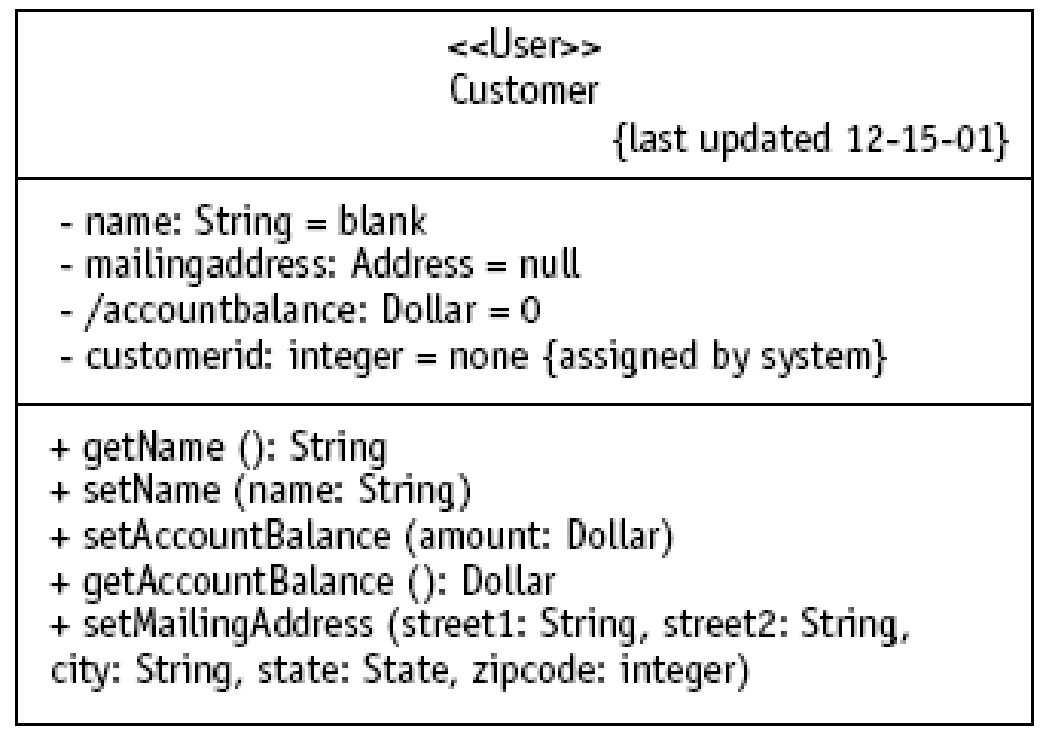 <<User>>
Customer
{last updated 12-15-01}
- name: String = blank
- mailingaddress: Address = null
- /accountbalance: Dollar = 0
- customerid: integer = none {assigned by system}
+ getName (): String
+ setName (name: String)
+ setAccountBalance (amount: Dollar)
+ getAccountBalance (): Dollar
+ setMailingAddress (street1: String, street2: String,
city: String, state: State, zipcode: integer)